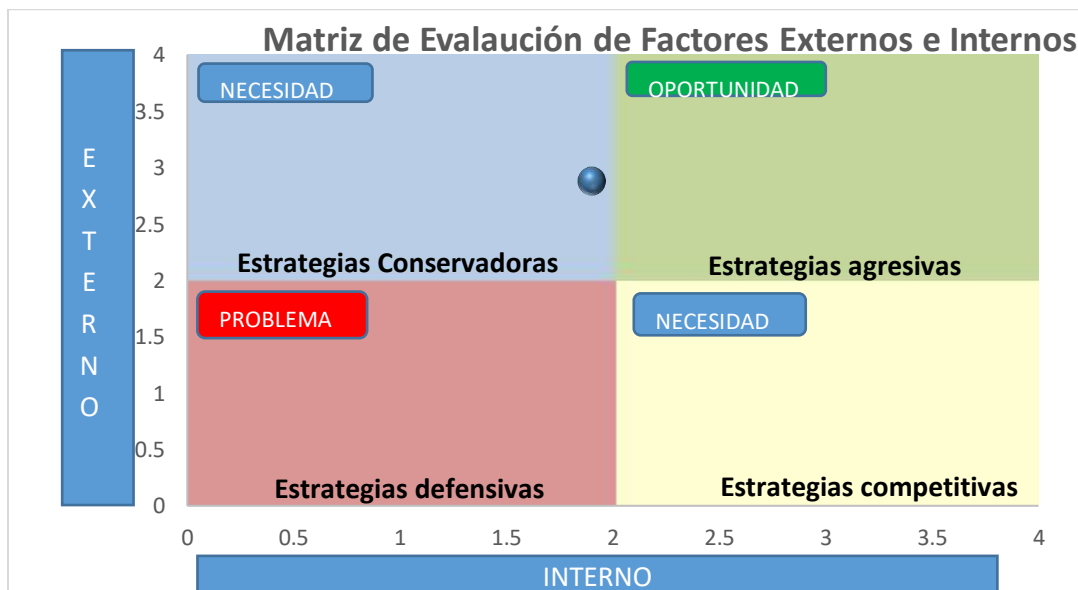 Matriz de Evalaución de Factores Externos e Internos
EXTERNO
4
3.5
3
2.5
2
1.5
1
0.5
0
NECESIDAD
OPORTUNIDAD
Estrategias Conservadoras
Estrategias agresivas
PROBLEMA
NECESIDAD
Estrategias defensivas
Estrategias competitivas
0 0.5 1 1.5 2 2.5 3 3.5 4
INTERNO